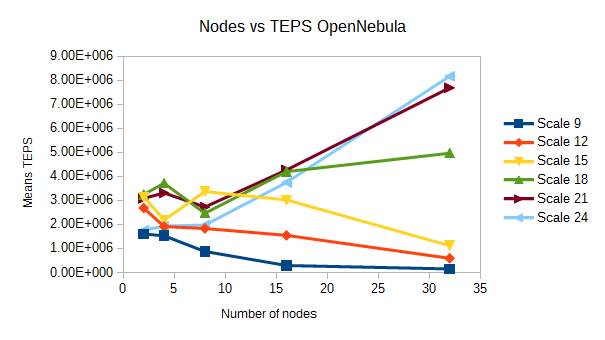 Nodes vs TEPS OpenNebula
Means TEPS
9.00E+006
8.00E+006
7.00E+006
6.00E+006
5.00E+006
4.00E+006
3.00E+006
2.00E+006
1.00E+006
0.00E+000
0 5 10 15 20 25 30 35
Number of nodes
Scale 9
Scale 12
Scale 15
Scale 18
Scale 21
Scale 24